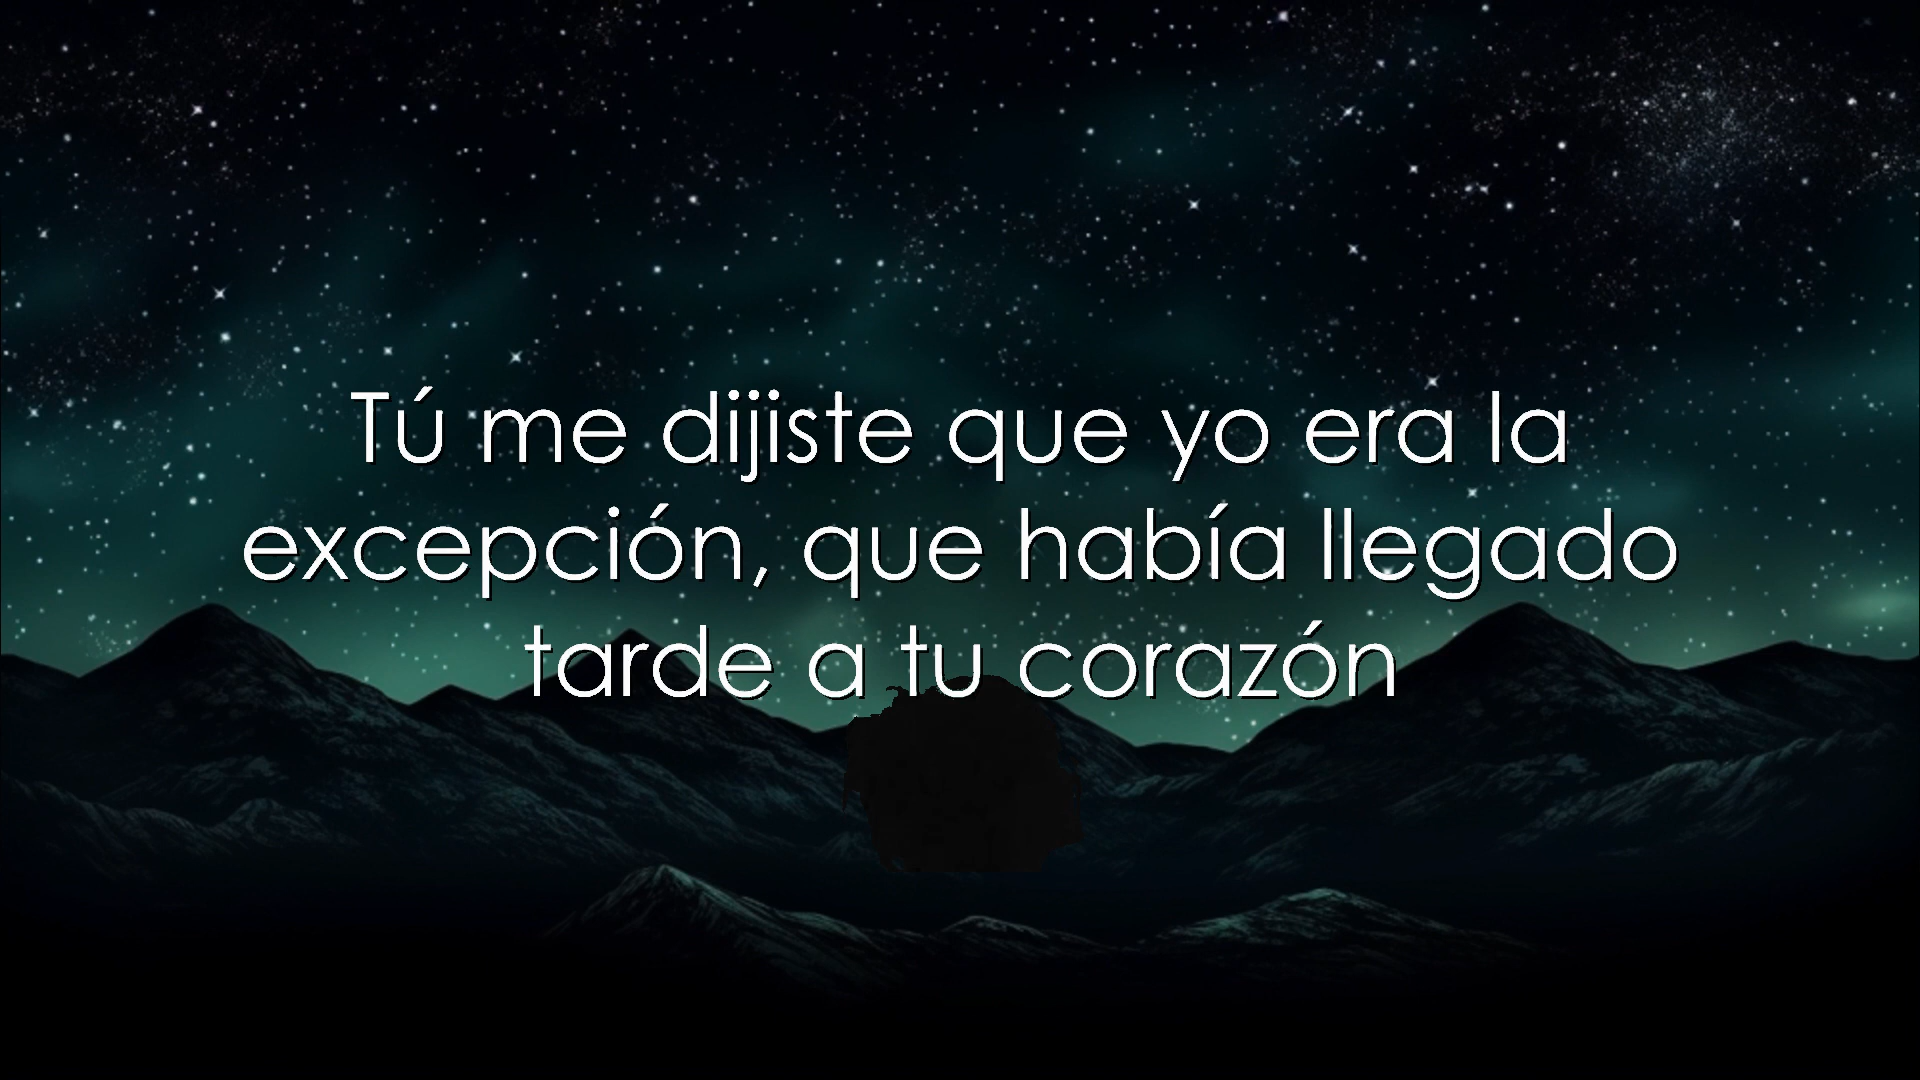 Tú me dijiste que yo era la
excepción, que había llegado
tarde a tu corazón